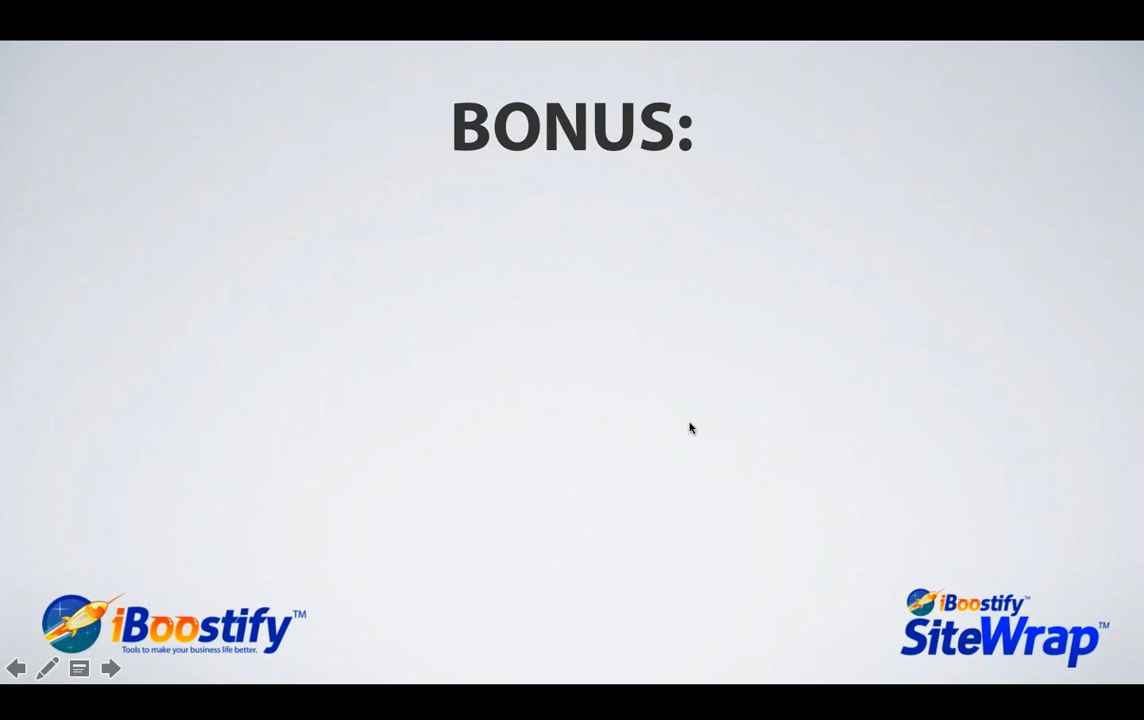 BONUS:
iBoostify™
Tools to make your business life better.
iBoostify™
SiteWrap™